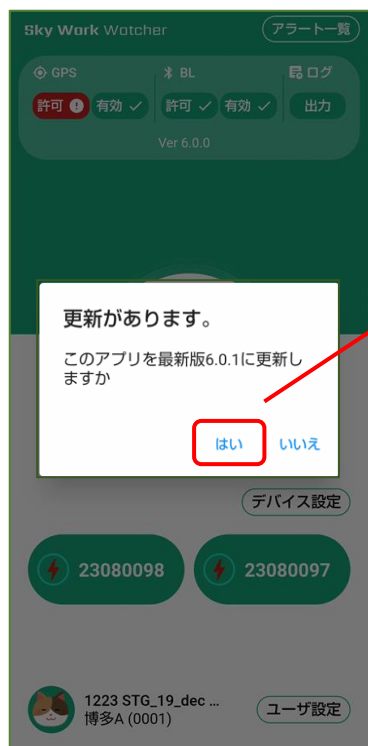 Sky Work Watcher
アラート一覧
GPS
BL
ログ
許可
有効
許可
有効
出力
Ver 6.0.0
更新があります。
このアプリを最新版6.0.1に更新し
ますか
はい
いいえ
デバイス設定
23080098
23080097
1223 STG_19_dec ...
博多A (0001)
ユーザ設定